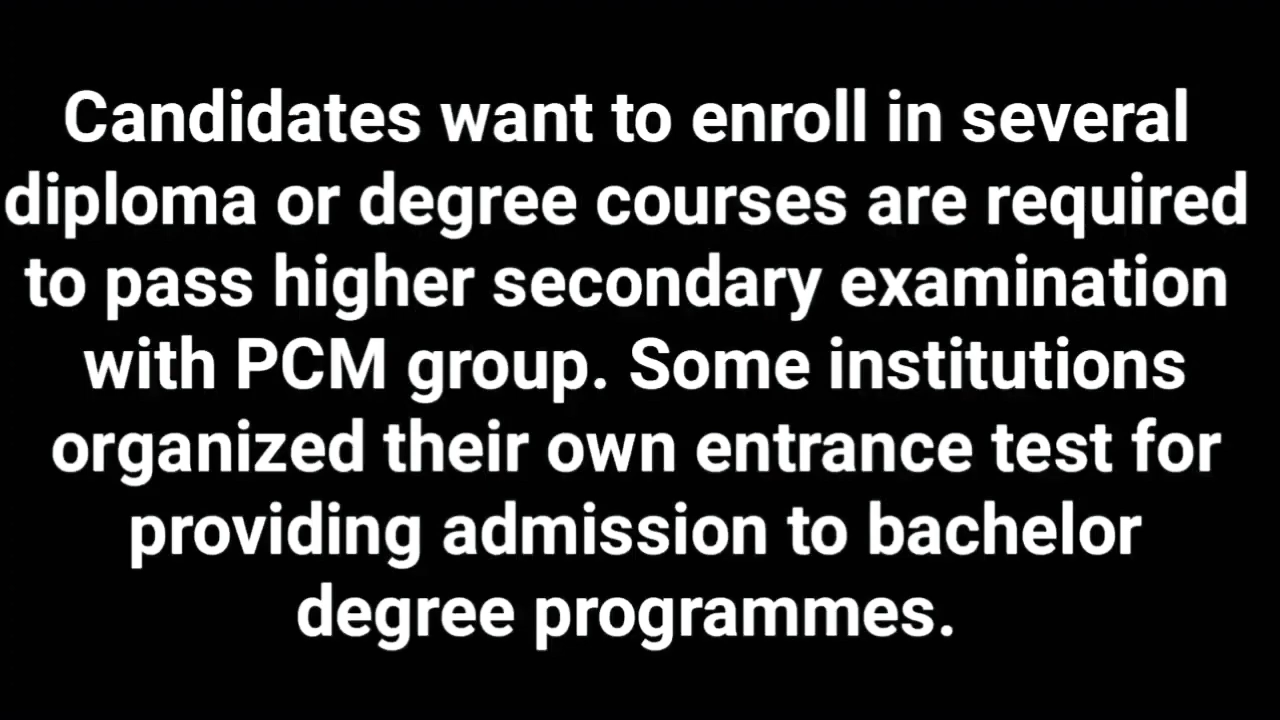 Candidates want to enroll in several
diploma or degree courses are required
to pass higher secondary examination
with PCM group. Some institutions
organized their own entrance test for
providing admission to bachelor
degree programmes.